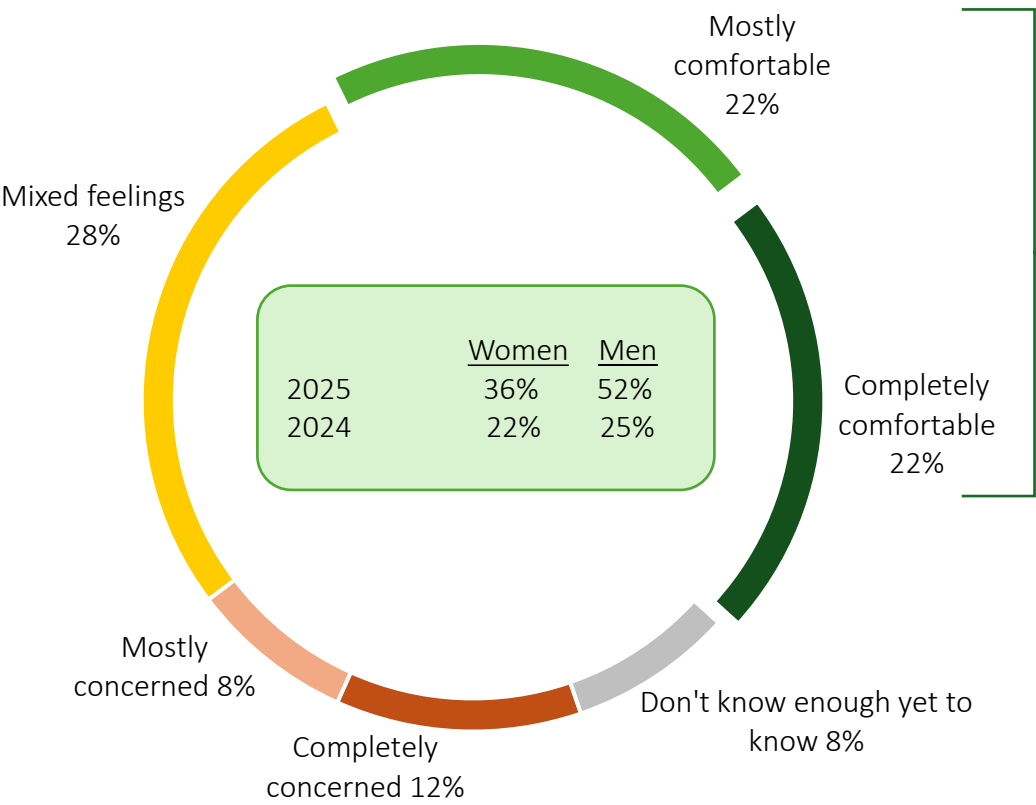 Mostly
comfortable
22%
Mixed feelings
28%
Women Men
2025 36% 52%
2024 22% 25%
Completely
comfortable
22%
Mostly
concerned 8%
Don't know enough yet to
know 8%
Completely
concerned 12%